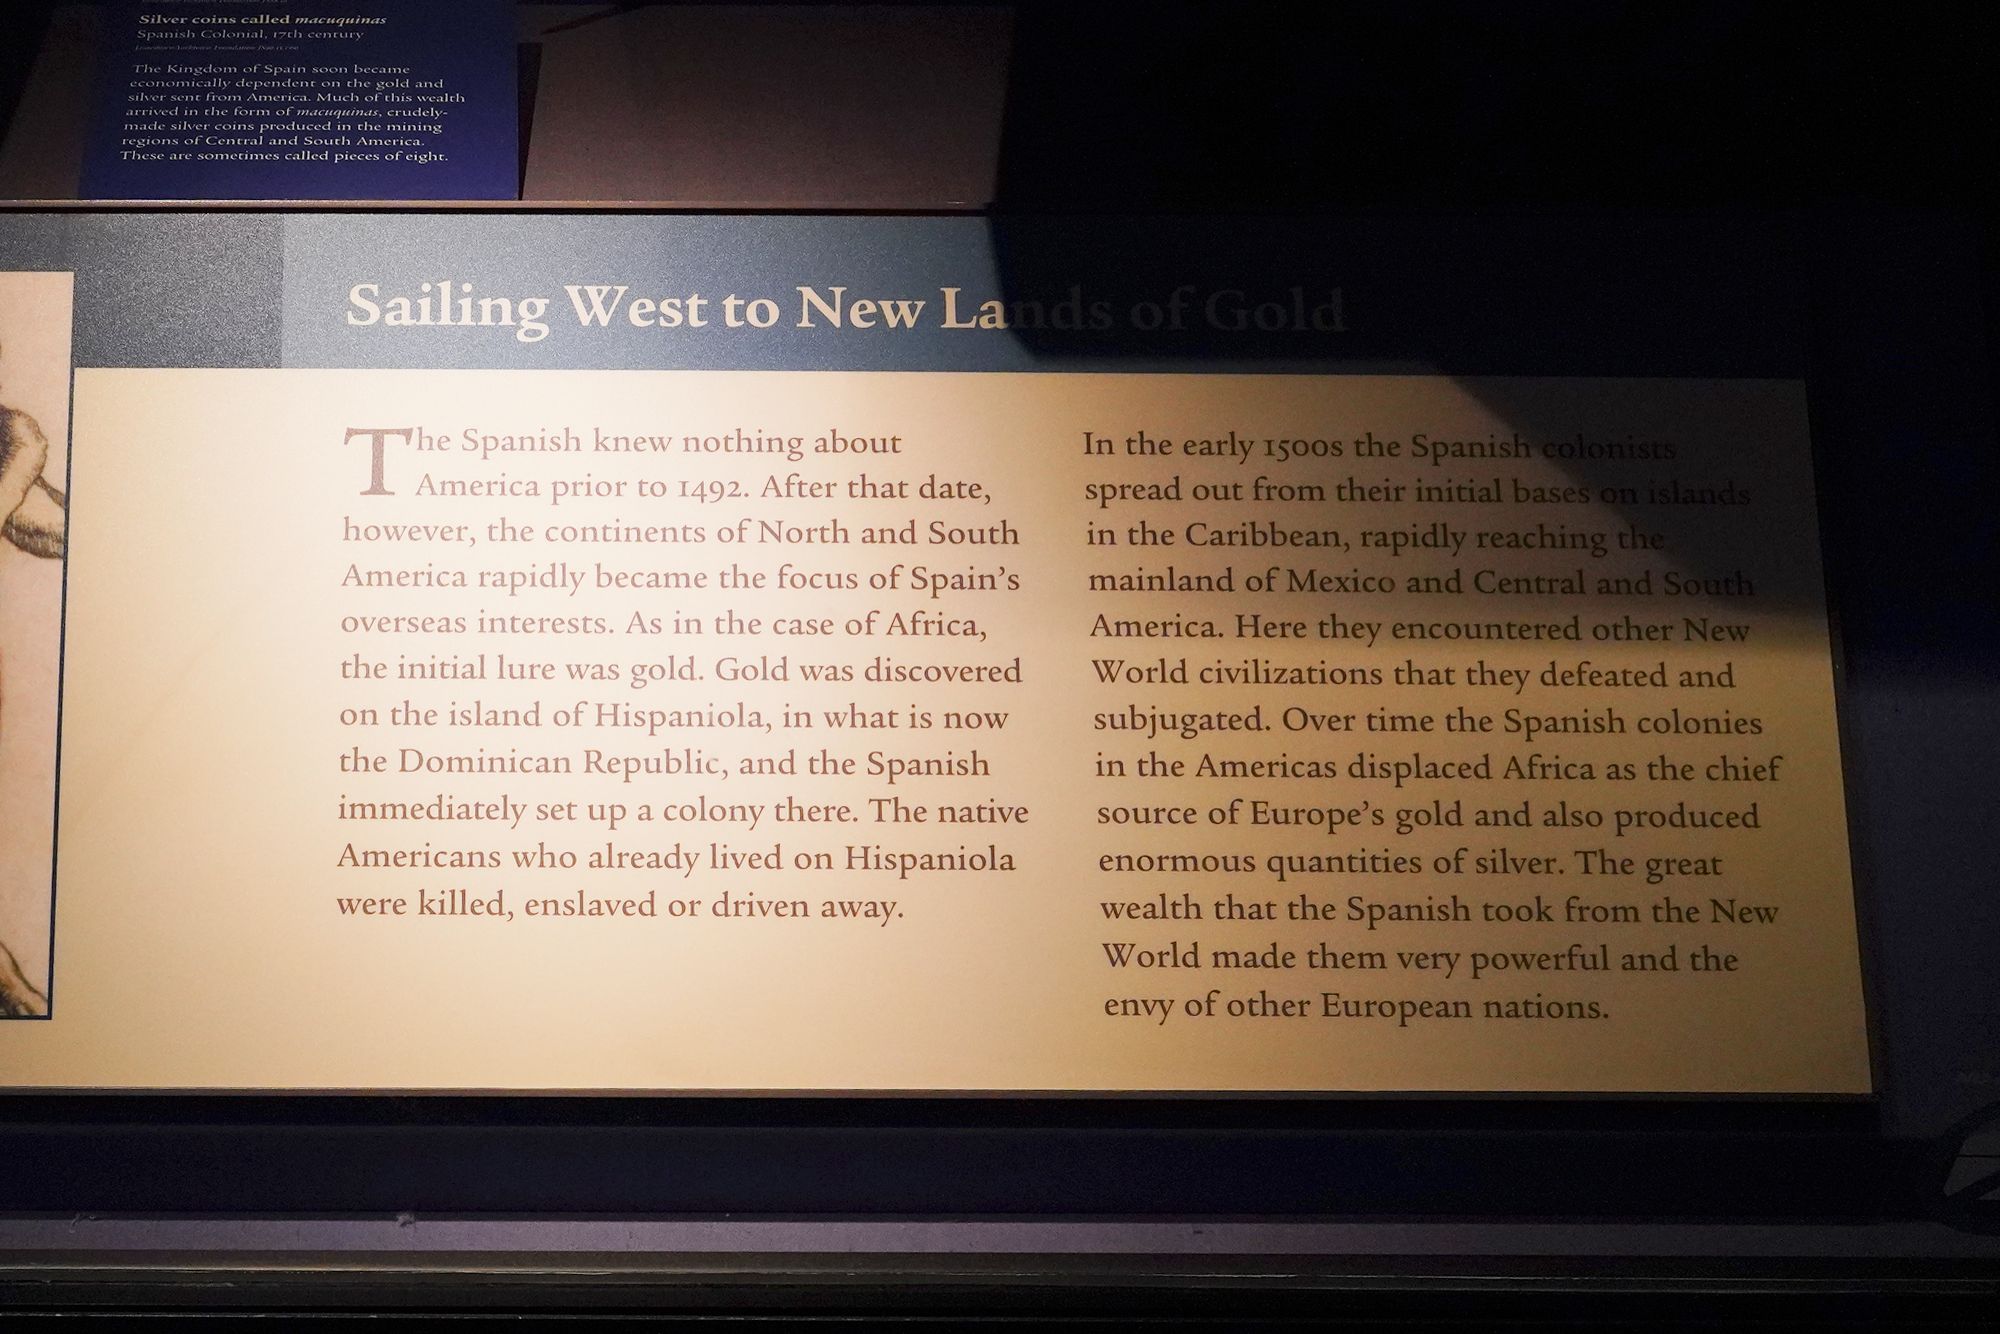 Silver coins called macuquinas
Spanish Colonial, 17th century
The Kingdom of Spain soon became
economically dependent on the gold and
silver sent from America. Much of this wealth
arrived in the form of macuquinas, crudely-
made silver coins produced in the mining
regions of Central and South America.
These are sometimes called pieces of eight.
Sailing West to New Lands of Gold
The Spanish knew nothing about
America prior to 1492. After that date,
however, the continents of North and South
America rapidly became the focus of Spain's
overseas interests. As in the case of Africa,
the initial lure was gold. Gold was discovered
on the island of Hispaniola, in what is now
the Dominican Republic, and the Spanish
immediately set up a colony there. The native
Americans who already lived on Hispaniola
were killed, enslaved or driven away.
In the early 1500s the Spanish colonists
spread out from their initial bases on islands
in the Caribbean, rapidly reaching the
mainland of Mexico and Central and South
America. Here they encountered other New
World civilizations that they defeated and
subjugated. Over time the Spanish colonies
in the Americas displaced Africa as the chief
source of Europe's gold and also produced
enormous quantities of silver. The great
wealth that the Spanish took from the New
World made them very powerful and the
envy of other European nations.